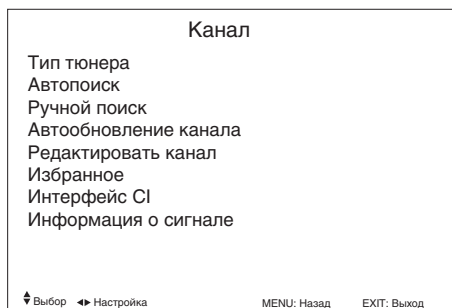 Канал
Тип тюнера
Автопоиск
Ручной поиск
Автообновление канала
Редактировать канал
Избранное
Интерфейс CI
Информация о сигнале
Выбор Настройка MENU: Назад EXIT: Выход